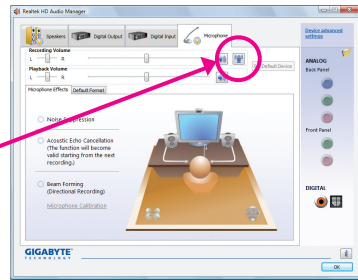 Realtek HD Audio Manager
Speakers
Digital Output
Digital Input
Microphone
Device advanced settings
Recording Volume
L
R
Default Device
Playback Volume
L
R
Microphone Effects
Default Format
Noise Suppression
Acoustic Echo Cancellation
(The function will become
valid starting from the next
recording.)
Beam Forming
(Directional Recording)
Microphone Calibration
ANALOG
Back Panel
Front Panel
DIGITAL
GIGABYTE
TECHNOLOGY
i
OK